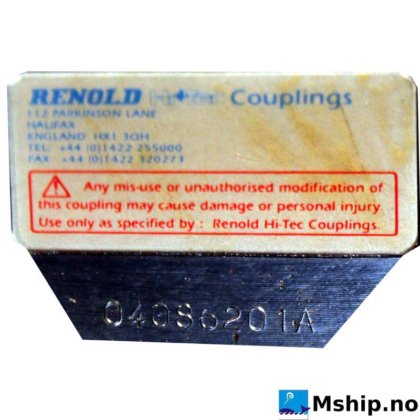 RENOLD Hi-Tec Couplings
112 PARKINSON LANE
HALIFAX
ENGLAND HX1 3QH
TEL +44 (0)1422 255000
FAX +44 (0)1422 320273
Any mis-use or unauthorised modification of
this coupling may cause damage or personal injury.
Use only as specified by : Renold Hi-Tec Couplings.
04086201A
Mship.no